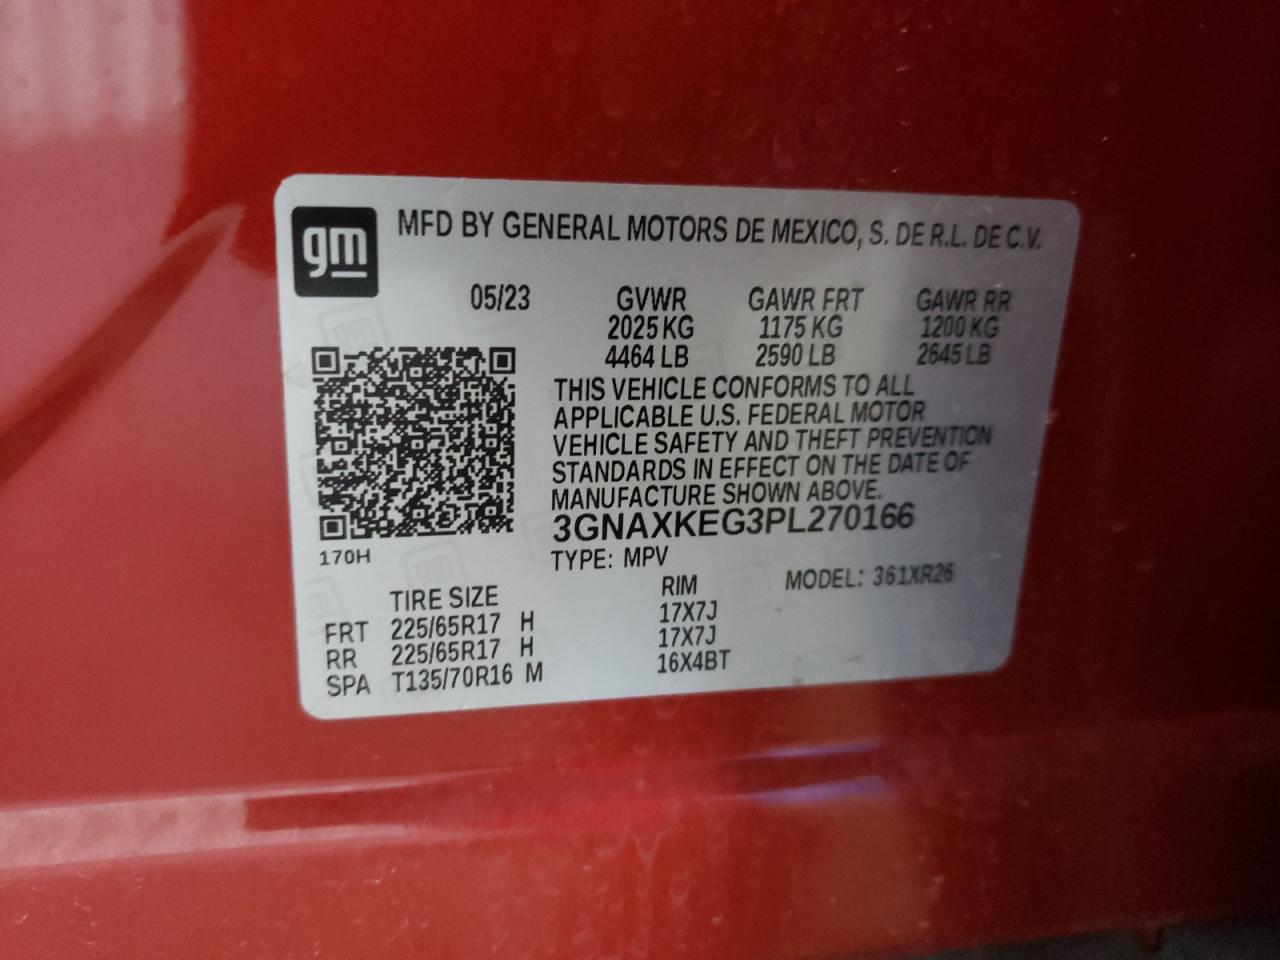 gm
MFD BY GENERAL MOTORS DE MEXICO, S. DE R.L. DE C.V.
05/23 GVWR GAWR FRT GAWR RR
2025 KG 1175 KG 1200 KG
4464 LB 2590 LB 2645 LB
THIS VEHICLE CONFORMS TO ALL
APPLICABLE U.S. FEDERAL MOTOR
VEHICLE SAFETY AND THEFT PREVENTION
STANDARDS IN EFFECT ON THE DATE OF
MANUFACTURE SHOWN ABOVE.
3GNAXKEG3PL270166
170H
TYPE: MPV MODEL: 361XR26
TIRE SIZE RIM
FRT 225/65R17 H 17X7J
RR 225/65R17 H 17X7J
SPA T135/70R16 M 16X4BT